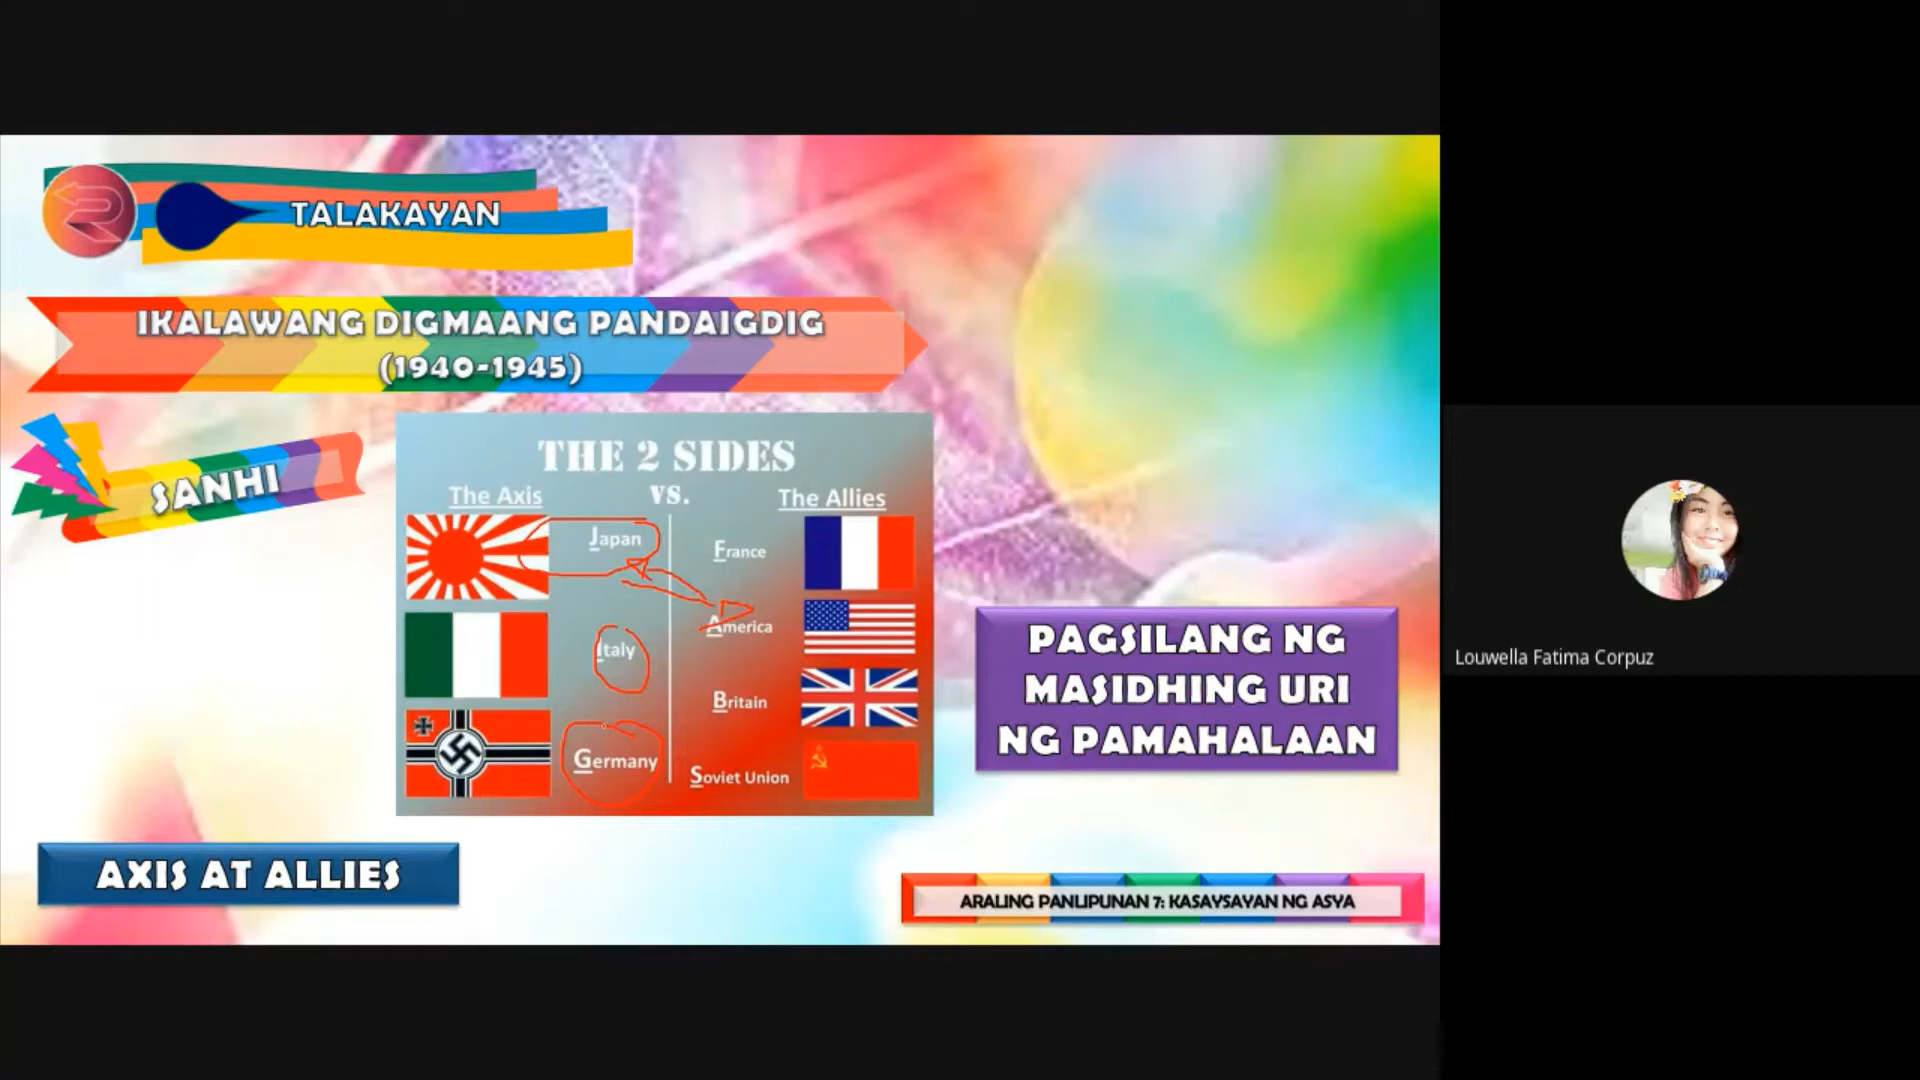 TALAKAYAN
IKALAWANG DIGMAANG PANDAIGDIG
(1940-1945)
SANHI
THE 2 SIDES
The Axis
vs.
The Allies
Japan
France
America
Italy
Britain
Germany
Soviet Union
PAGSILANG NG
MASIDHING URI
NG PAMAHALAAN
AXIS AT ALLIES
ARALING PANLIPUNAN 7: KASAYSAYAN NG ASYA
Louwella Fatima Corpuz